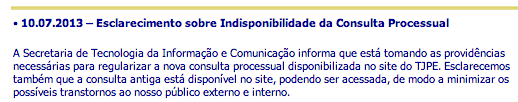 • 10.07.2013 – Esclarecimento sobre Indisponibilidade da Consulta Processual
A Secretaria de Tecnologia da Informação e Comunicação informa que está tomando as providências
necessárias para regularizar a nova consulta processual disponibilizada no site do TJPE. Esclarecemos
também que a consulta antiga está disponível no site, podendo ser acessada, de modo a minimizar os
possíveis transtornos ao nosso público externo e interno.